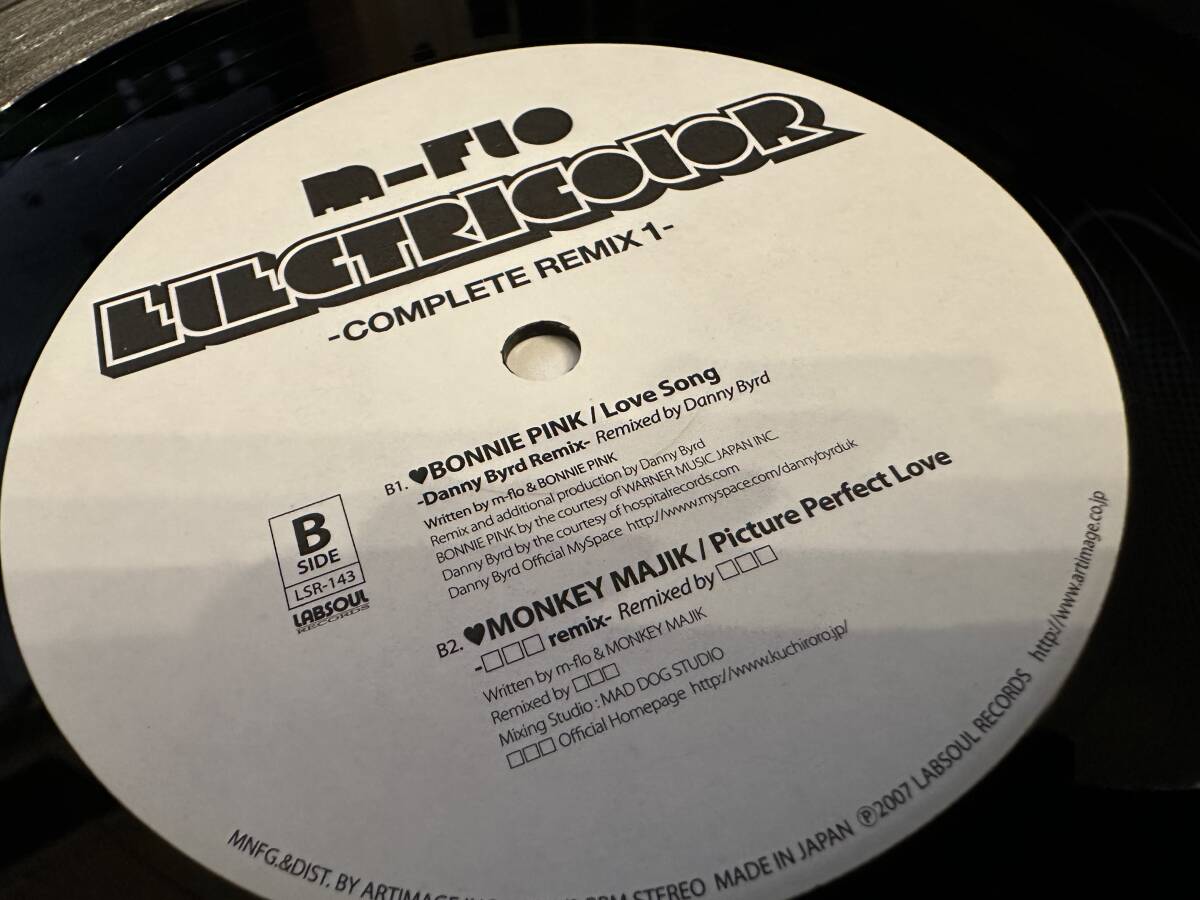 m-flo
ELECTRICOLOR
-COMPLETE REMIX 1-
B1. ♥BONNIE PINK / Love Song
-Danny Byrd Remix- Remixed by Danny Byrd
Written by m-flo & BONNIE PINK
Remix and additional production by Danny Byrd
BONNIE PINK by the courtesy of WARNER MUSIC JAPAN INC.
Danny Byrd by the courtesy of hospitalrecords.com
Danny Byrd Official MySpace http://www.myspace.com/dannybyrduk
B
SIDE
LSR-143
LABSOUL
RECORDS
B2. ♥MONKEY MAJIK / Picture Perfect Love
-□□□ remix- Remixed by □□□
Written by m-flo & MONKEY MAJIK
Remixed by □□□
Mixing Studio : MAD DOG STUDIO
□□□ Official Homepage http://www.kuchiroro.jp/
MNFG.&DIST. BY ARTIMAGE STEREO MADE IN JAPAN ℗2007 LABSOUL RECORDS http://www.artimage.co.jp